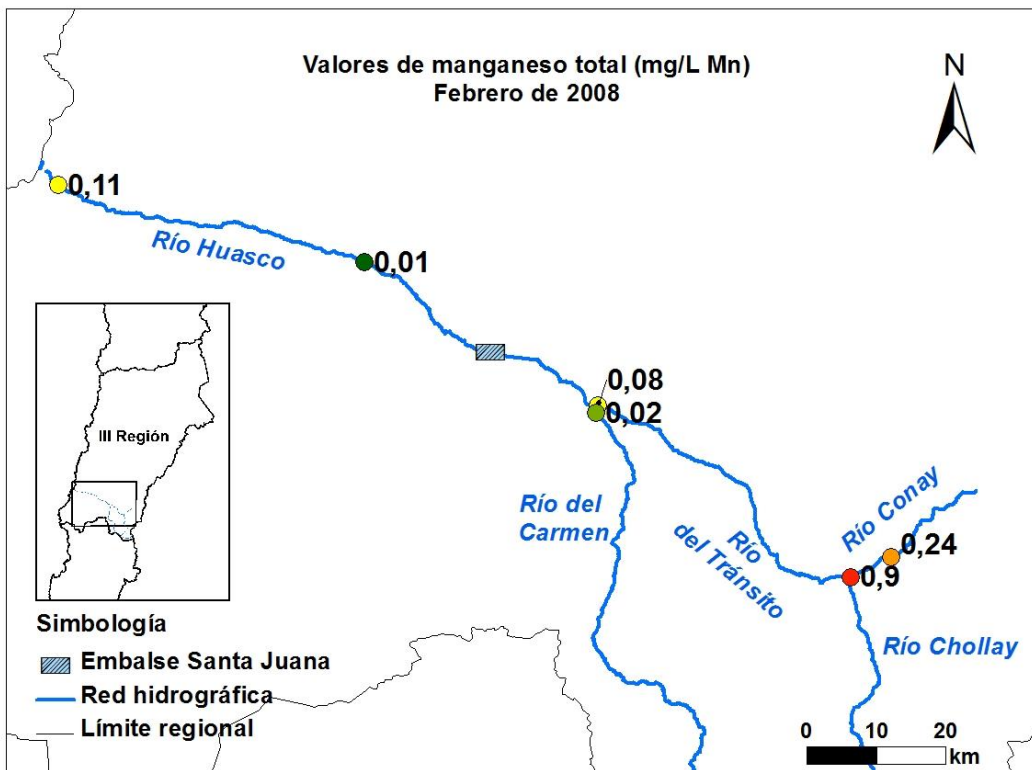 Valores de manganeso total (mg/L Mn)
Febrero de 2008
N
0,11
Río Huasco
0,01
0,08
0,02
III Región
Río del
Carmen
Río
del Tránsito
Río Conay
0,24
0,9
Río Chollay
Simbología
Embalse Santa Juana
Red hidrográfica
Límite regional
0 10 20
km